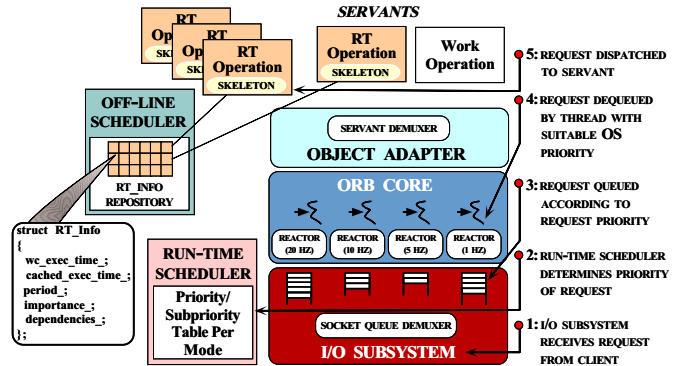 SERVANTS
RT
Operation
SKELETON
RT
Operation
SKELETON
RT
Operation
SKELETON
RT
Operation
SKELETON
Work
Operation
5: REQUEST DISPATCHED
TO SERVANT
4: REQUEST DEQUEUED
BY THREAD WITH
SUITABLE OS
PRIORITY
3: REQUEST QUEUED
ACCORDING TO
REQUEST PRIORITY
2: RUN-TIME SCHEDULER
DETERMINES PRIORITY
OF REQUEST
1: I/O SUBSYSTEM
RECEIVES REQUEST
FROM CLIENT
OFF-LINE
SCHEDULER
RT_INFO
REPOSITORY
SERVANT DEMUXER
OBJECT ADAPTER
ORB CORE
REACTOR
(20 HZ)
REACTOR
(10 HZ)
REACTOR
(5 HZ)
REACTOR
(1 HZ)
struct RT_Info
{
wc_exec_time_;
cached_exec_time_;
period_;
importance_;
dependencies_;
};
RUN-TIME
SCHEDULER
Priority/
Subpriority
Table Per
Mode
SOCKET QUEUE DEMUXER
I/O SUBSYSTEM